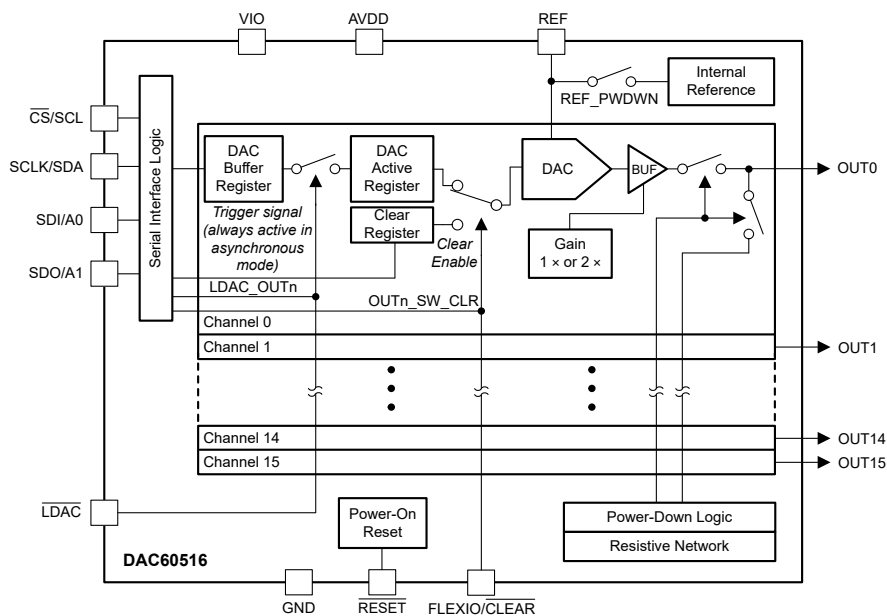 VIO
AVDD
REF
Internal
Reference
REF_PWDWN
CS/SCL
SCLK/SDA
SDI/A0
SDO/A1
Serial Interface Logic
DAC
Buffer
Register
DAC
Active
Register
DAC
BUF
OUT0
Trigger signal
(always active in
asynchronous
mode)
Clear
Register
Clear
Enable
Gain
1 × or 2 ×
LDAC_OUTn
OUTn_SW_CLR
Channel 0
Channel 1
OUT1
Channel 14
OUT14
Channel 15
OUT15
LDAC
Power-On
Reset
Power-Down Logic
Resistive Network
DAC60516
GND
RESET
FLEXIO/CLEAR